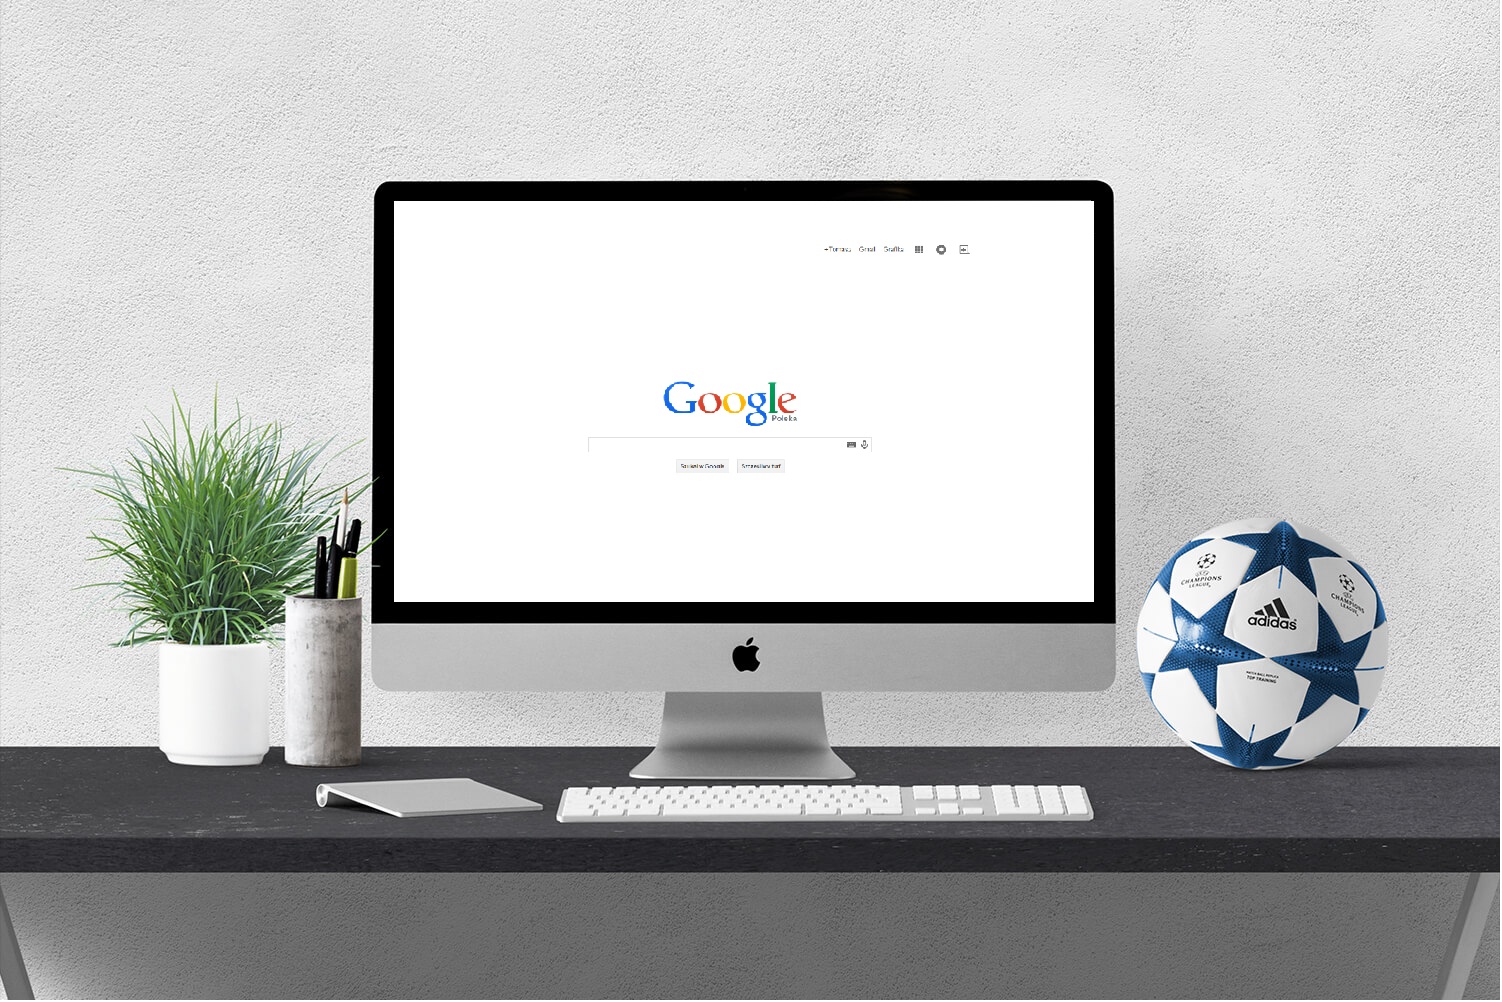 +Tomasz Gmail Grafika
Google
Polska
Szukaj w Google Szczęśliwy traf
CHAMPIONS
LEAGUE
CHAMPIONS
LEAGUE
adidas
MATCH BALL REPLICA
TOP TRAINING